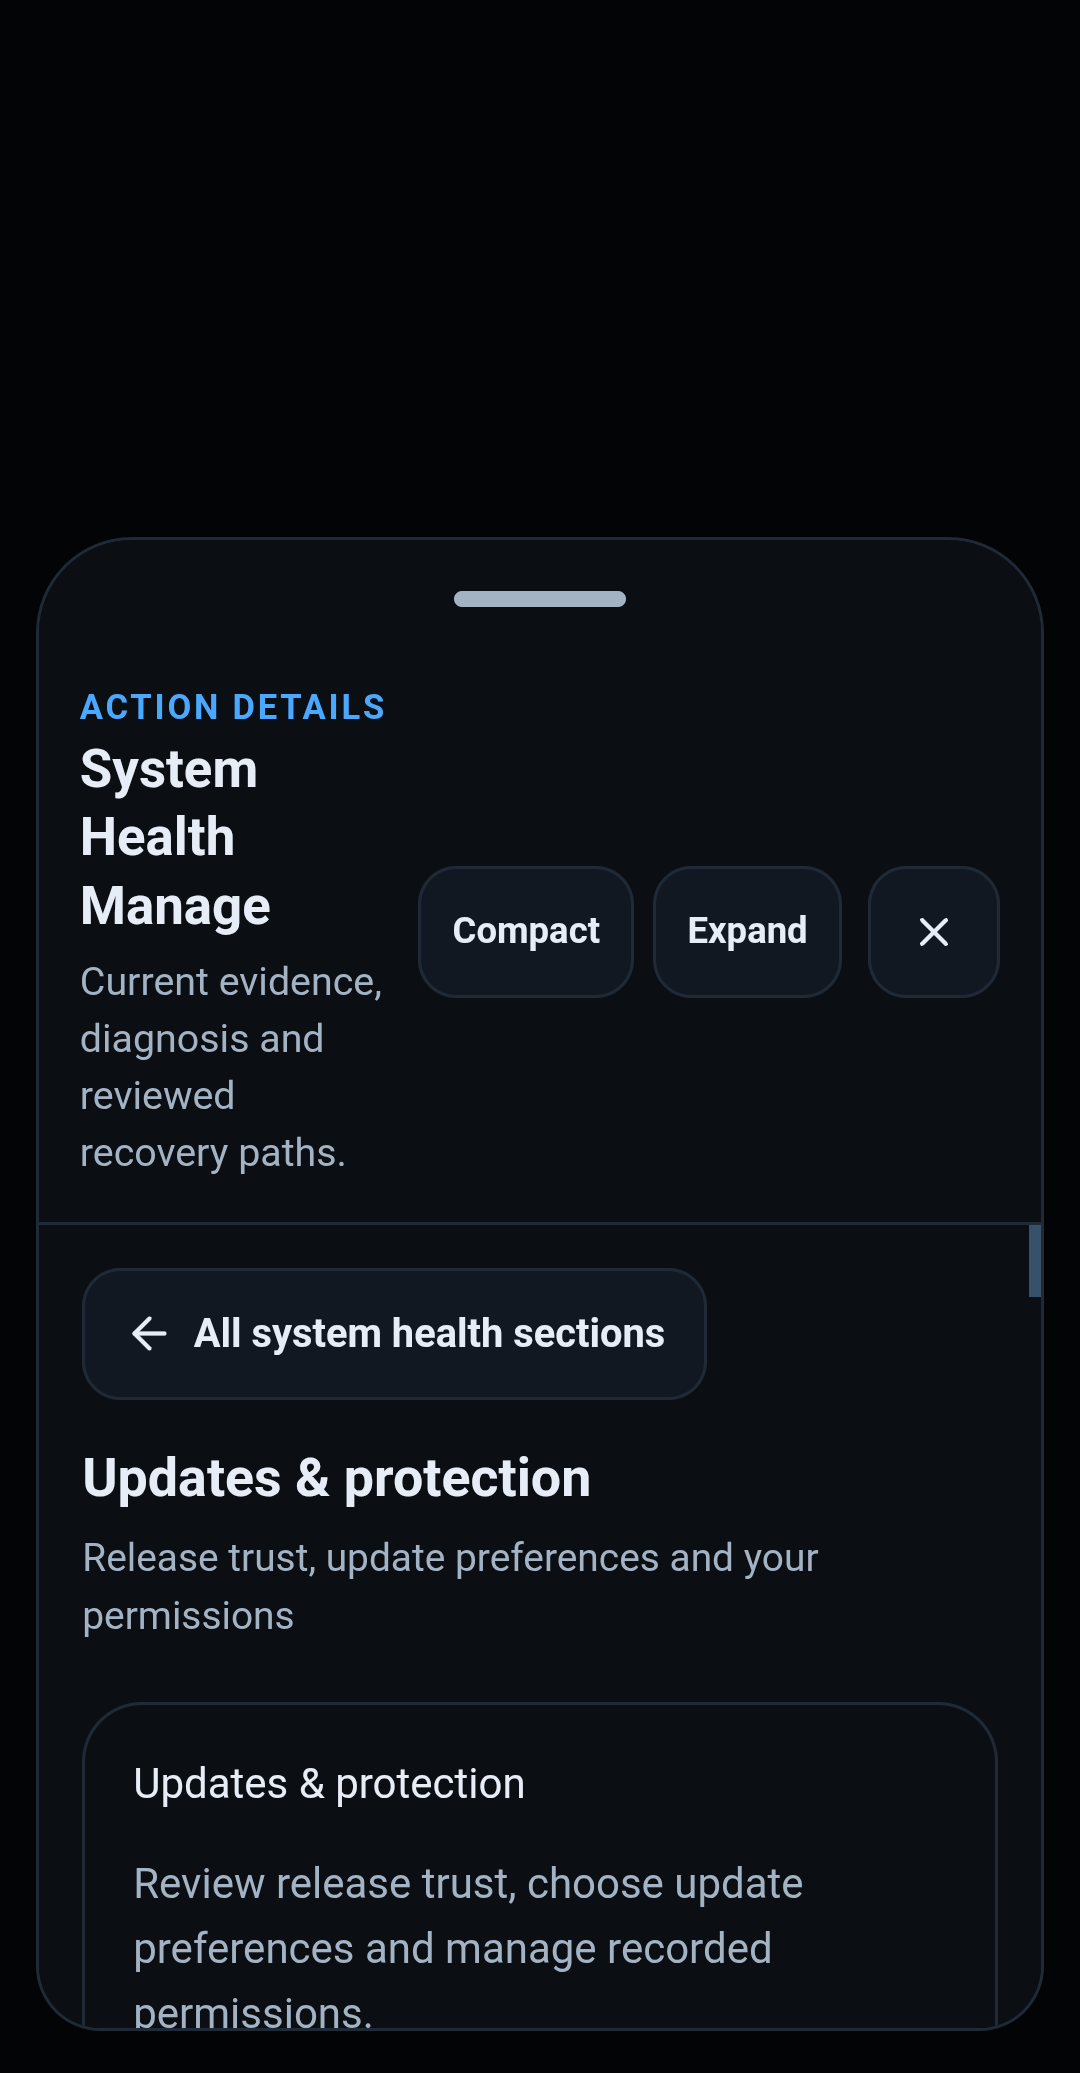 ACTION DETAILS
System
Health
Manage
Current evidence,
diagnosis and
reviewed
recovery paths.
Compact
Expand
All system health sections
Updates & protection
Release trust, update preferences and your
permissions
Updates & protection
Review release trust, choose update
preferences and manage recorded
permissions.